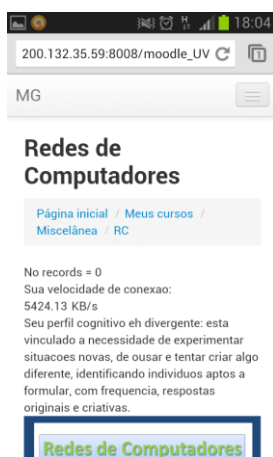 18:04
200.132.35.59:8008/moodle_UV
1
MG
Redes de
Computadores
Página inicial / Meus cursos /
Miscelânea / RC
No records = 0
Sua velocidade de conexao:
5424.13 KB/s
Seu perfil cognitivo eh divergente: esta
vinculado a necessidade de experimentar
situacoes novas, de ousar e tentar criar algo
diferente, identificando individuos aptos a
formular, com frequencia, respostas
originais e criativas.
Redes de Computadores